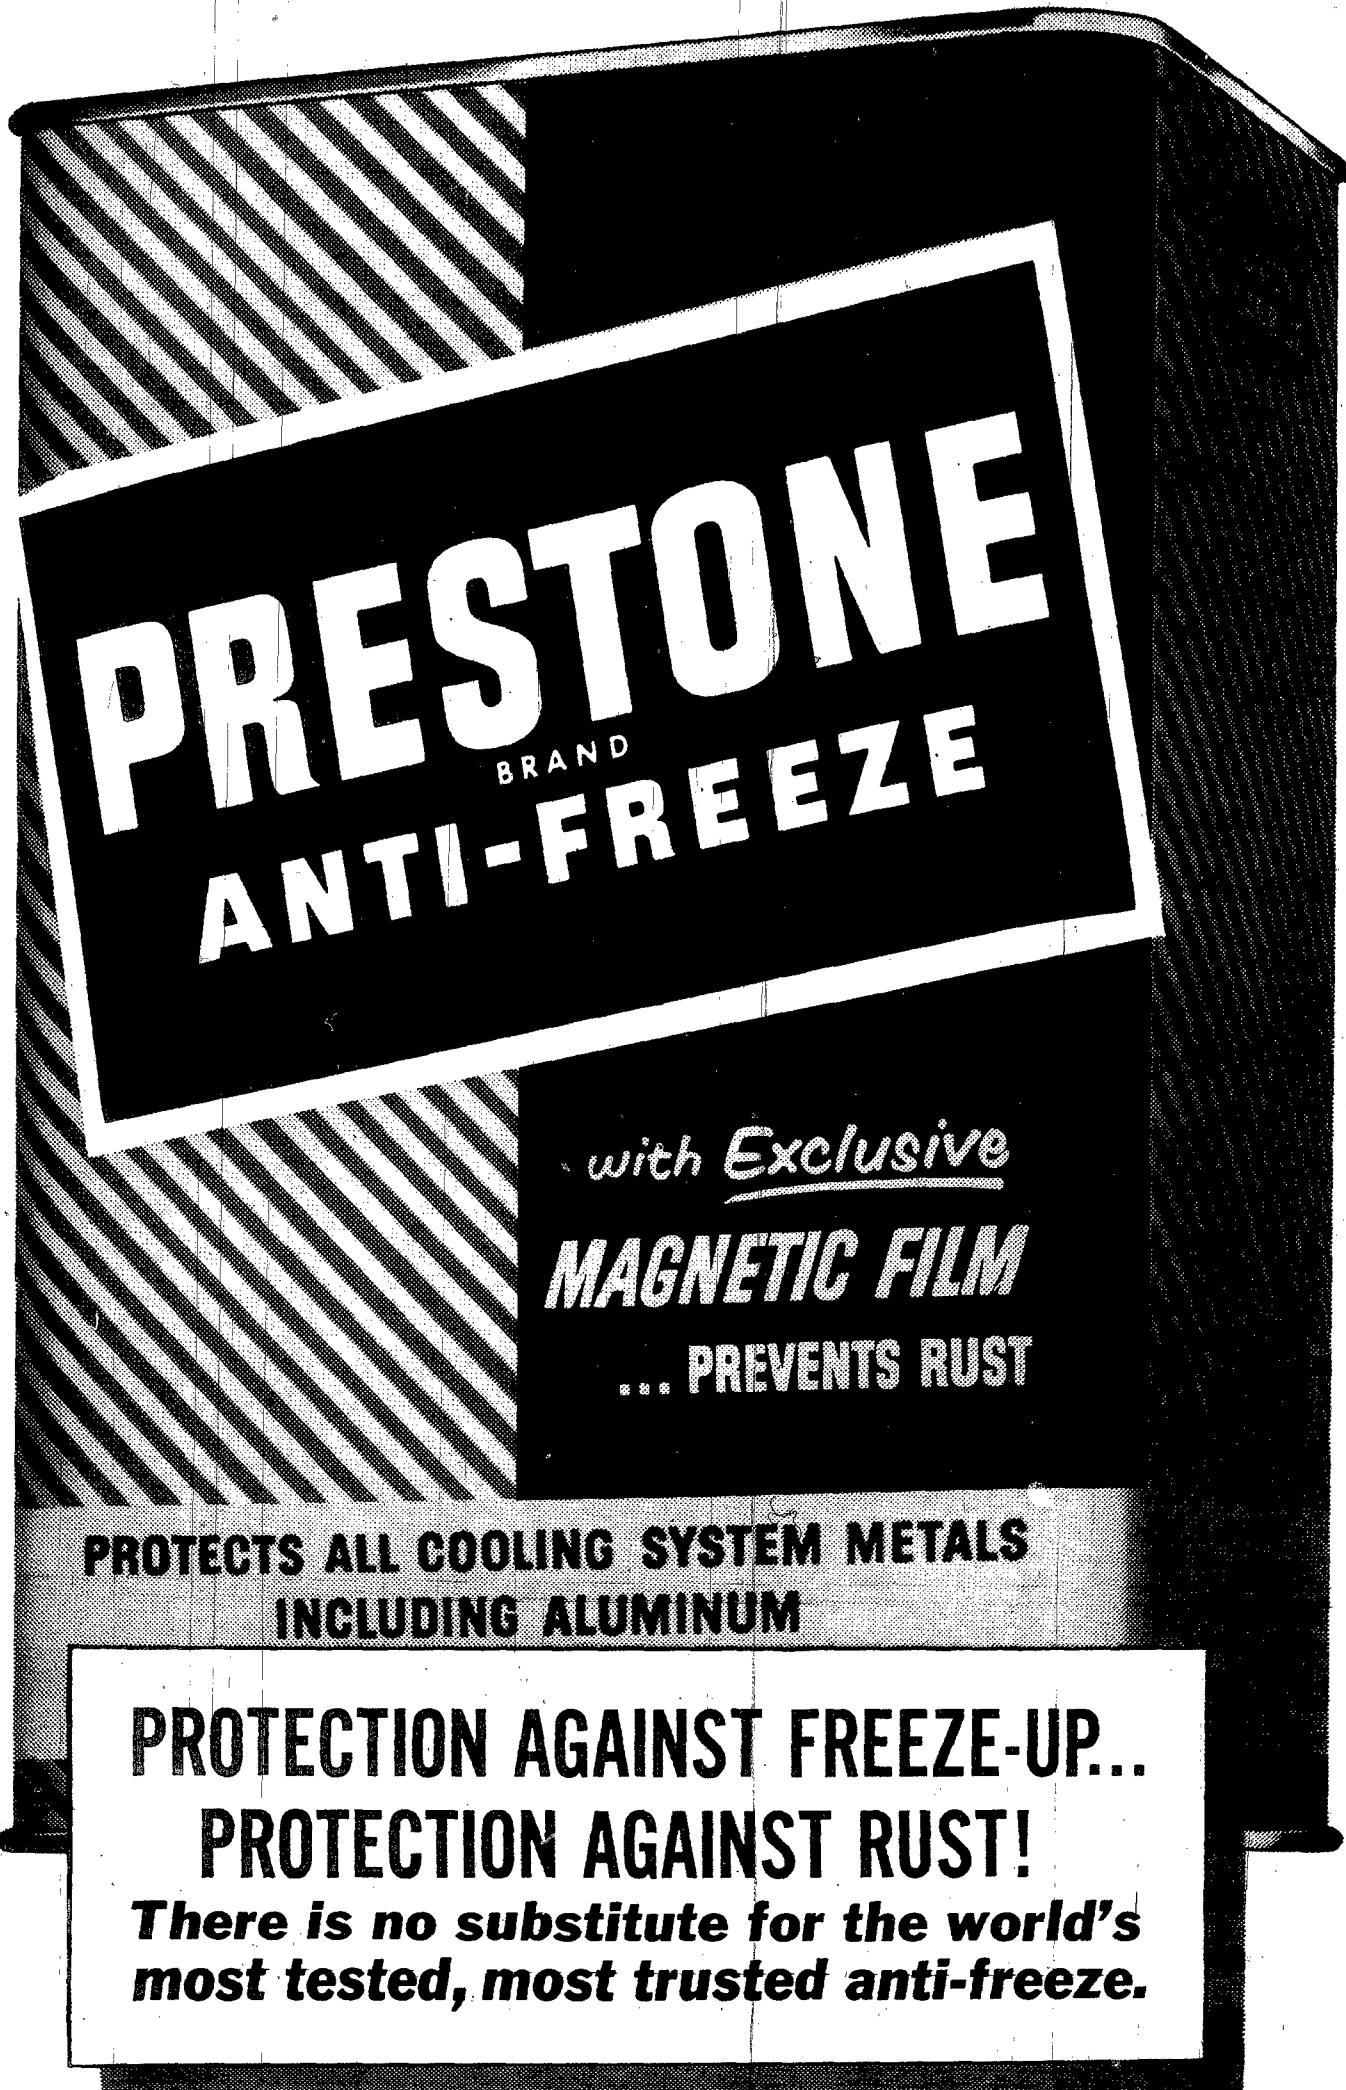 PRESTONE
BRAND
ANTI-FREEZE
with Exclusive
MAGNETIC FILM
... PREVENTS RUST
PROTECTS ALL COOLING SYSTEM METALS
INCLUDING ALUMINUM
PROTECTION AGAINST FREEZE-UP...
PROTECTION AGAINST RUST!
There is no substitute for the world's
most tested, most trusted anti-freeze.